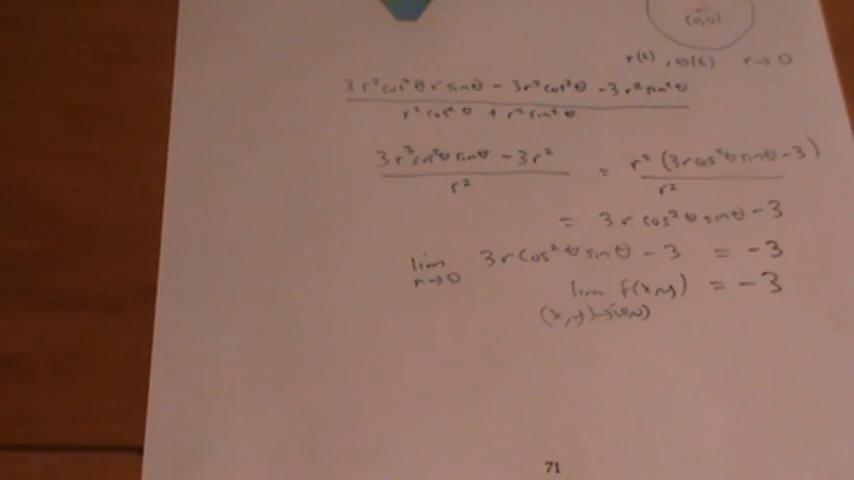 (0,0)
r(t), θ(t) r→0
3r²cos²θ r sinθ - 3r²cos²θ - 3r²sin²θ
r²cos²θ + r²sin²θ
3r³cos²θ sinθ - 3r² = r²(3r cos²θ sinθ - 3)
r² r²
= 3r cos²θ sinθ - 3
lim 3r cos²θ sinθ - 3 = -3
r→0
lim f(x,y) = -3
(x,y)→(0,0)
71